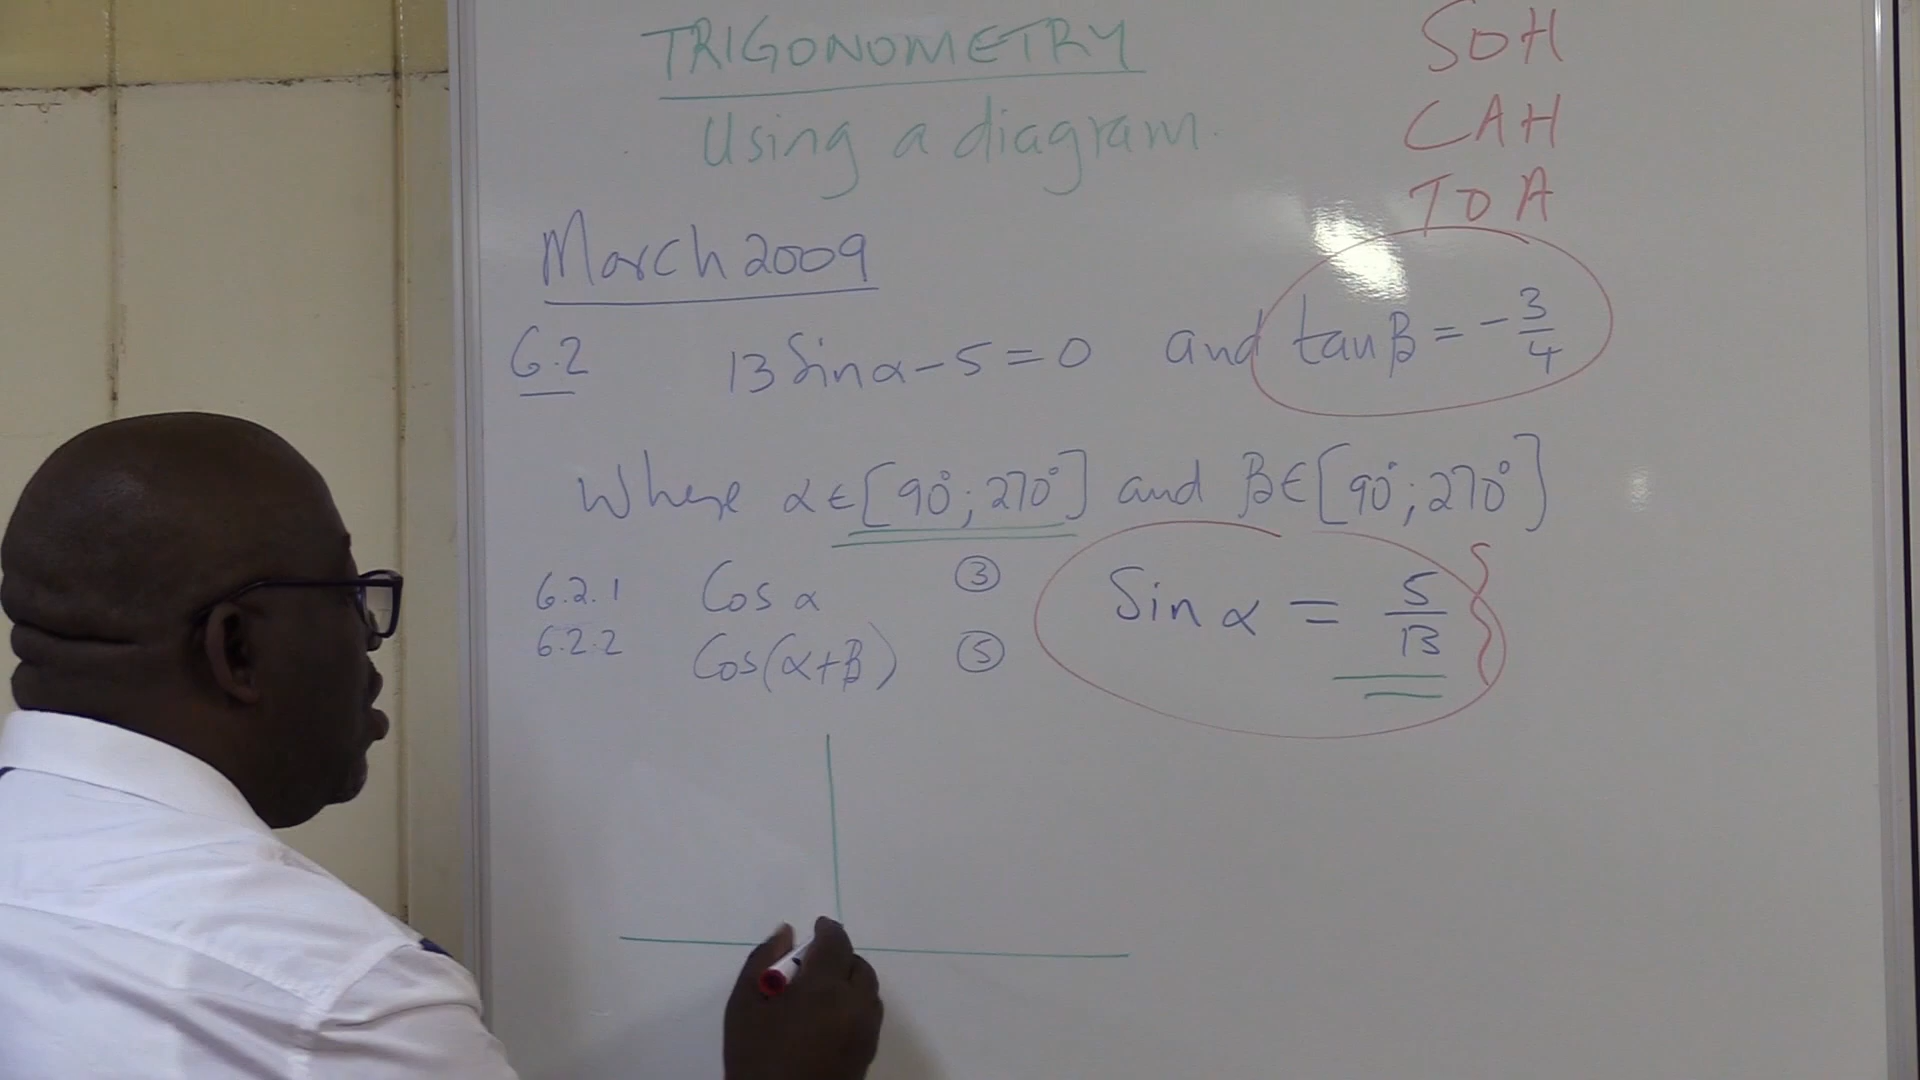 TRIGONOMETRY
Using a diagram.
SOH
CAH
TOA
March 2009
6.2 13 Sin α - 5 = 0 and tan β = - 3/4
Where α ∈ [90°; 270°] and β ∈ [90°; 270°]
6.2.1 Cos α ③
6.2.2 Cos(α+β) ⑤
Sin α = 5/13